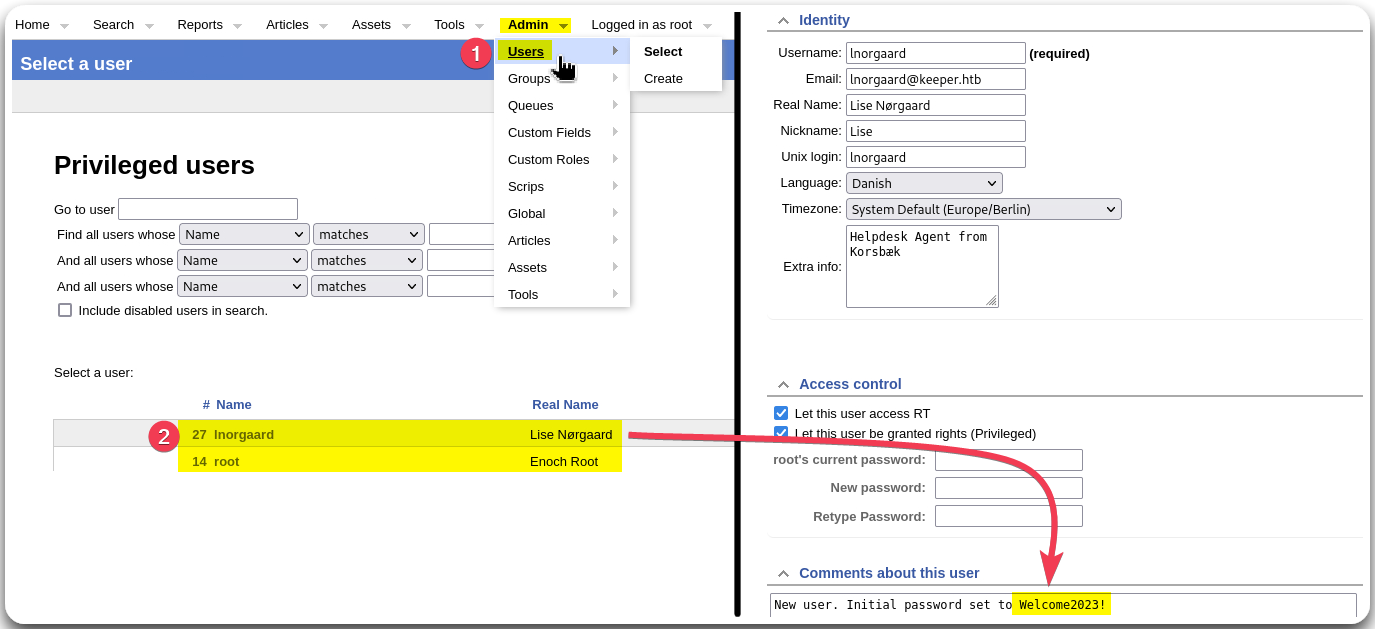 Home Search Reports Articles Assets Tools Admin Logged in as root
Select a user
1
Users
Groups
Queues
Custom Fields
Custom Roles
Scrips
Global
Articles
Assets
Tools
Select
Create
Privileged users
Go to user
Find all users whose Name matches
And all users whose Name matches
And all users whose Name matches
Include disabled users in search.
Select a user:
# Name Real Name
2
27 lnorgaard Lise Nørgaard
14 root Enoch Root
Identity
Username: lnorgaard (required)
Email: lnorgaard@keeper.htb
Real Name: Lise Nørgaard
Nickname: Lise
Unix login: lnorgaard
Language: Danish
Timezone: System Default (Europe/Berlin)
Extra info: Helpdesk Agent from
Korsbæk
Access control
Let this user access RT
Let this user be granted rights (Privileged)
root's current password:
New password:
Retype Password:
Comments about this user
New user. Initial password set to Welcome2023!